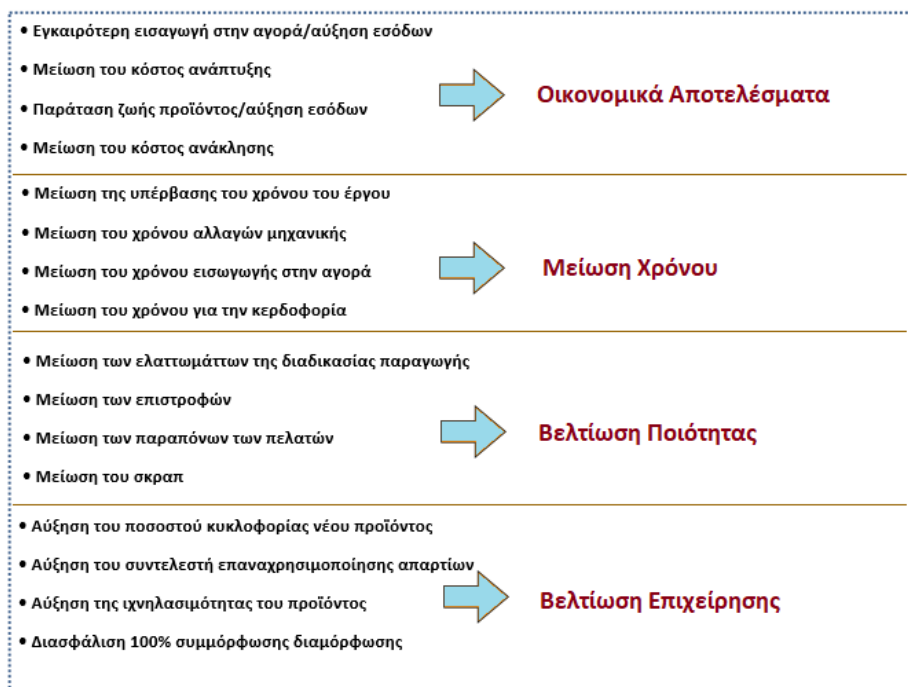 • Εγκαιρότερη εισαγωγή στην αγορά/αύξηση εσόδων
• Μείωση του κόστος ανάπτυξης
• Παράταση ζωής προϊόντος/αύξηση εσόδων
• Μείωση του κόστος ανάκλησης
Οικονομικά Αποτελέσματα
• Μείωση της υπέρβασης του χρόνου του έργου
• Μείωση του χρόνου αλλαγών μηχανικής
• Μείωση του χρόνου εισωγωγής στην αγορά
• Μείωση του χρόνου για την κερδοφορία
Μείωση Χρόνου
• Μείωση των ελαττωμάττων της διαδικασίας παραγωγής
• Μείωση των επιστροφών
• Μείωση των παραπόνων των πελατών
• Μείωση του σκραπ
Βελτίωση Ποιότητας
• Αύξηση του ποσοστού κυκλοφορίας νέου προϊόντος
• Αύξηση του συντελεστή επαναχρησιμοποίησης απαρτίων
• Αύξηση της ιχνηλασιμότητας του προϊόντος
• Διασφάλιση 100% συμμόρφωσης διαμόρφωσης
Βελτίωση Επιχείρησης